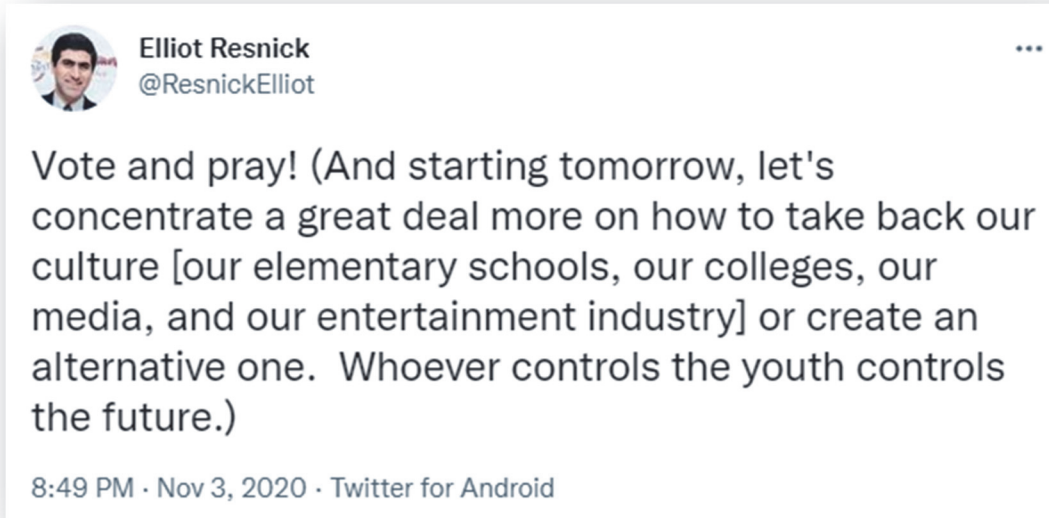 Elliot Resnick
@ResnickElliot
Vote and pray! (And starting tomorrow, let's
concentrate a great deal more on how to take back our
culture [our elementary schools, our colleges, our
media, and our entertainment industry] or create an
alternative one.  Whoever controls the youth controls
the future.)
8:49 PM · Nov 3, 2020 · Twitter for Android